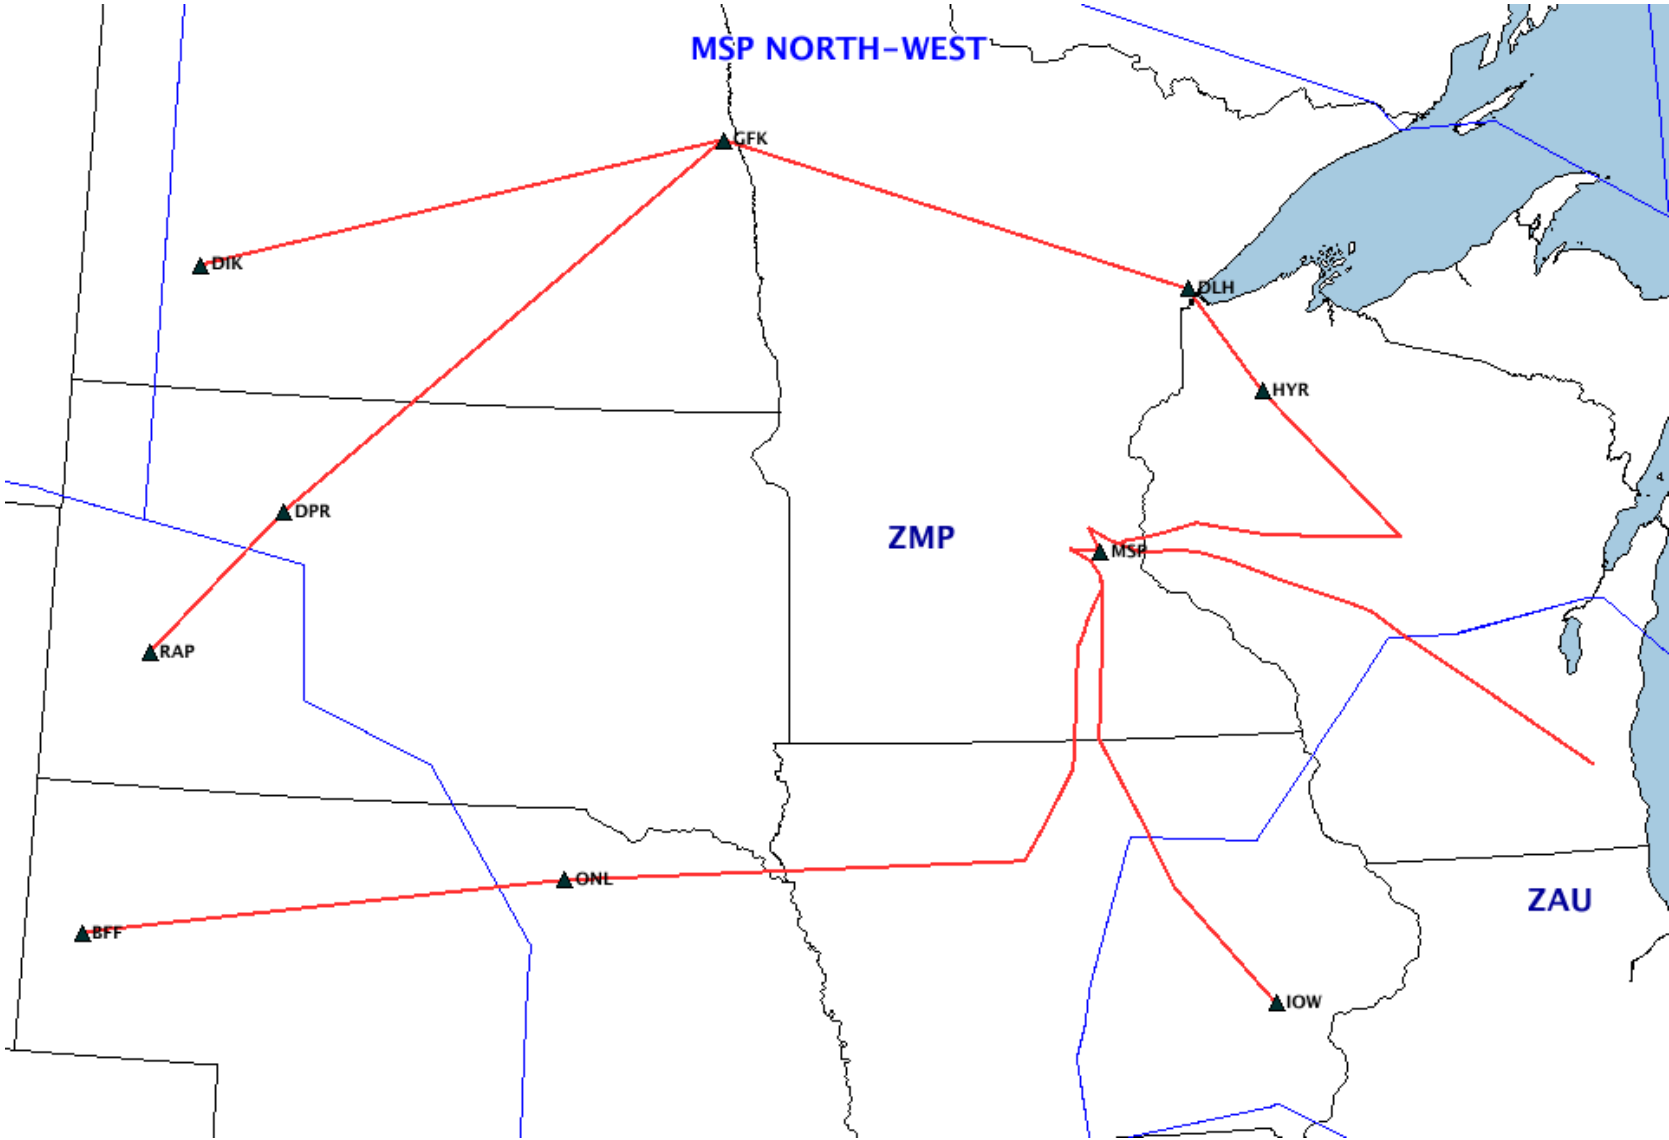 MSP NORTH-WEST
GFK
DIK
DLH
HYR
DPR
ZMP
MSP
RAP
ONL
ZAU
BFF
IOW